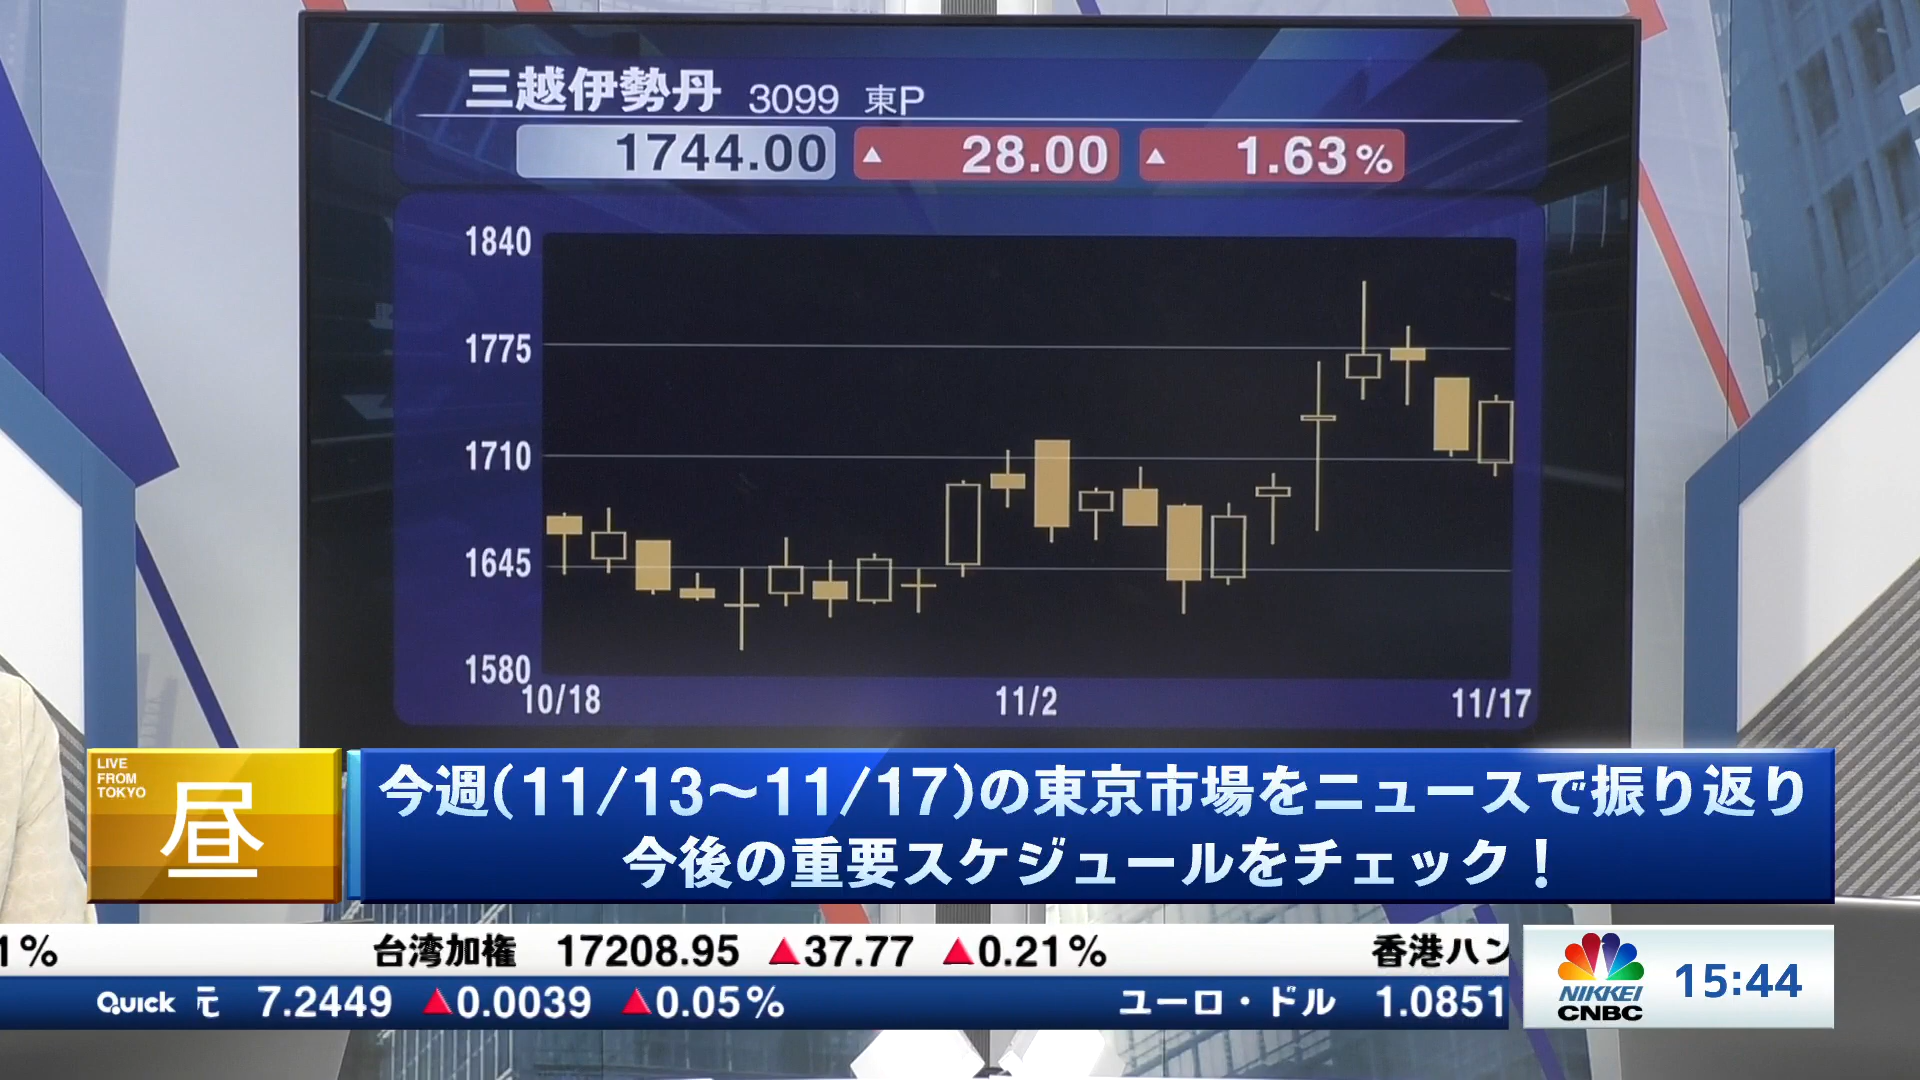 三越伊勢丹 3099 東P
1744.00 ▲ 28.00 ▲ 1.63%
1840
1775
1710
1645
1580
10/18 11/2 11/17
LIVE
FROM
TOKYO
昼
今週(11/13～11/17)の東京市場をニュースで振り返り
今後の重要スケジュールをチェック！
1% 台湾加権 17208.95 ▲37.77 ▲0.21% 香港ハン
QUICK 元 7.2449 ▲0.0039 ▲0.05% ユーロ・ドル 1.0851
NIKKEI
CNBC
15:44